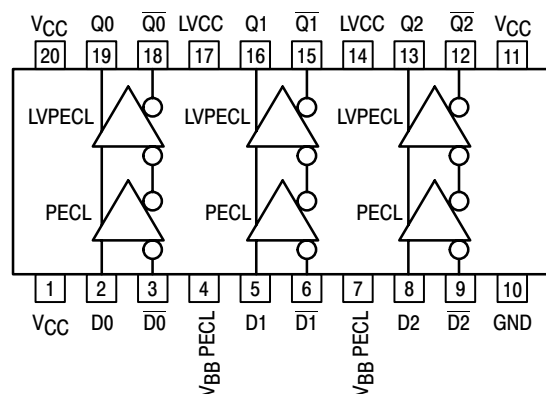 VCC Q0 Q0 LVCC Q1 Q1 LVCC Q2 Q2 VCC
20 19 18 17 16 15 14 13 12 11
LVPECL LVPECL LVPECL
PECL PECL PECL
1 2 3 4 5 6 7 8 9 10
VCC D0 D0 VBB PECL D1 D1 VBB PECL D2 D2 GND